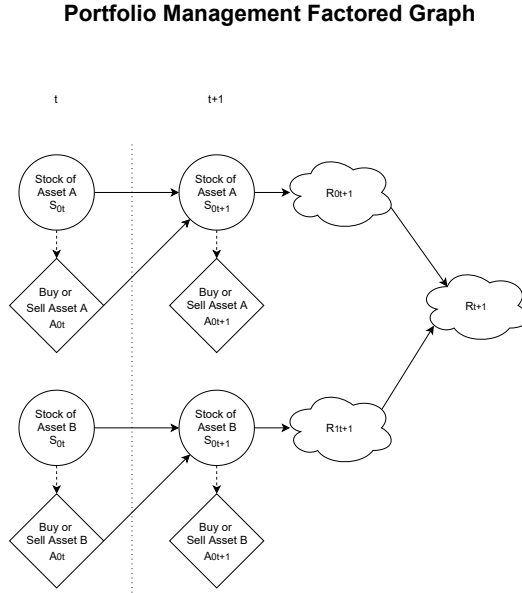 Portfolio Management Factored Graph
t
t+1
Stock of
Asset A
S0t
Stock of
Asset A
S0t+1
R0t+1
Buy or
Sell Asset A
A0t
Buy or
Sell Asset A
A0t+1
Rt+1
Stock of
Asset B
S0t
Stock of
Asset B
S0t+1
R1t+1
Buy or
Sell Asset B
A0t
Buy or
Sell Asset B
A0t+1